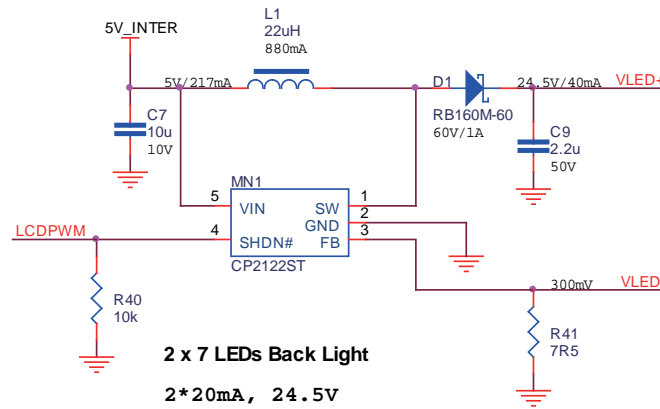 L1
22uH
880mA
5V_INTER
5V/217mA
D1
24.5V/40mA
VLED+
RB160M-60
60V/1A
C7
10u
10V
C9
2.2u
50V
MN1
5
VIN
SW
1
GND
2
4
SHDN#
FB
3
CP2122ST
LCDPWM
R40
10k
300mV
VLED
R41
7R5
2 x 7 LEDs Back Light
2*20mA, 24.5V